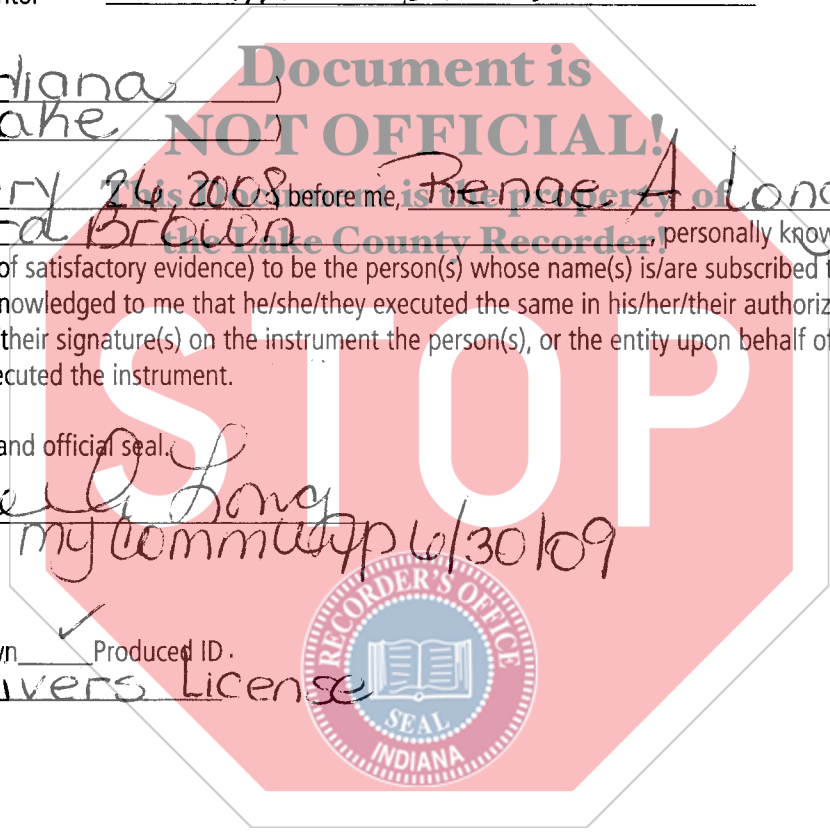 Document is
diana )
ake )
NOT OFFICIAL!
ry 26, 2008 before me, Renae A. Long
This Document is the property of
rd Brown , personally know
the Lake County Recorder!
of satisfactory evidence) to be the person(s) whose name(s) is/are subscribed t
nowledged to me that he/she/they executed the same in his/her/their authoriz
their signature(s) on the instrument the person(s), or the entity upon behalf of
ecuted the instrument.
STOP
and official seal.
e A Long
my comm exp 6/30/09
RECORDER'S OFFICE
wn Produced ID
ivers License
SEAL
INDIANA